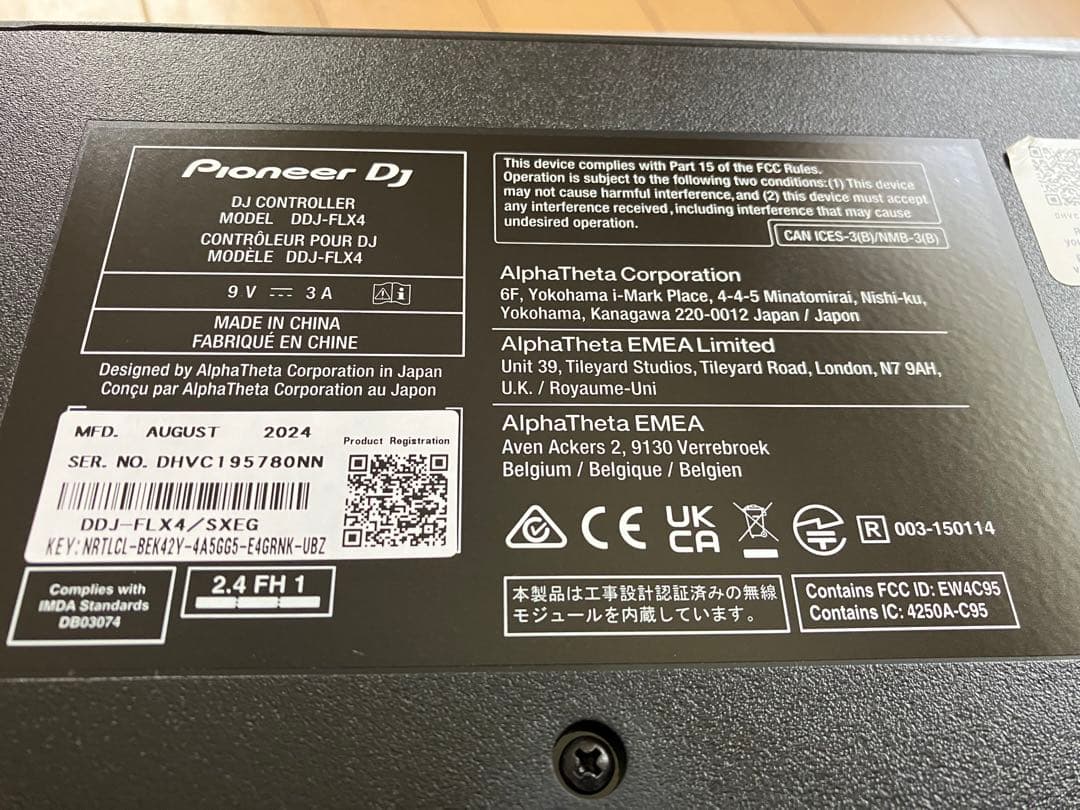 Pioneer Dj
DJ CONTROLLER
MODEL DDJ-FLX4
CONTRÔLEUR POUR DJ
MODÈLE DDJ-FLX4
9 V 3 A
MADE IN CHINA
FABRIQUÉ EN CHINE
Designed by AlphaTheta Corporation in Japan
Conçu par AlphaTheta Corporation au Japon
MFD. AUGUST 2024
SER. NO. DHVC195780NN
Product Registration
DDJ-FLX4/SXEG
KEY:NRTLCL-BEK42Y-4A5GG5-E4GRNK-UBZ
Complies with
IMDA Standards
DB03074
2.4 FH 1
This device complies with Part 15 of the FCC Rules.
Operation is subject to the following two conditions:(1) This device
may not cause harmful interference,and (2) this device must accept
any interference received,including interference that may cause
undesired operation.
CAN ICES-3(B)/NMB-3(B)
AlphaTheta Corporation
6F, Yokohama i-Mark Place, 4-4-5 Minatomirai, Nishi-ku,
Yokohama, Kanagawa 220-0012 Japan / Japon
AlphaTheta EMEA Limited
Unit 39, Tileyard Studios, Tileyard Road, London, N7 9AH,
U.K. / Royaume-Uni
AlphaTheta EMEA
Aven Ackers 2, 9130 Verrebroek
Belgium / Belgique / Belgien
CE UK CA R 003-150114
本製品は工事設計認証済みの無線
モジュールを内蔵しています。
Contains FCC ID: EW4C95
Contains IC: 4250A-C95